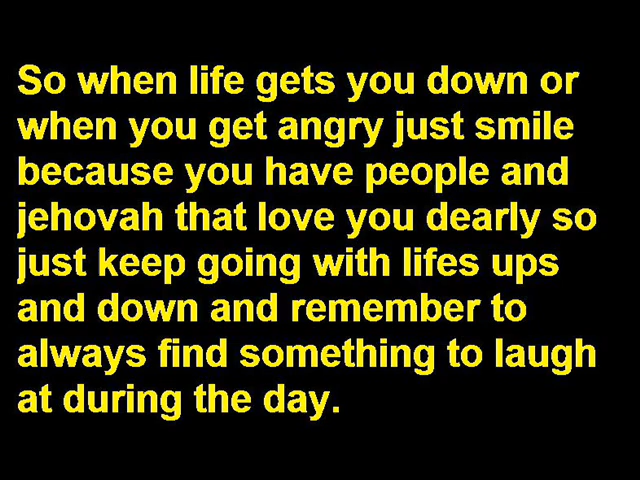 So when life gets you down or
when you get angry just smile
because you have people and
jehovah that love you dearly so
just keep going with lifes ups
and down and remember to
always find something to laugh
at during the day.